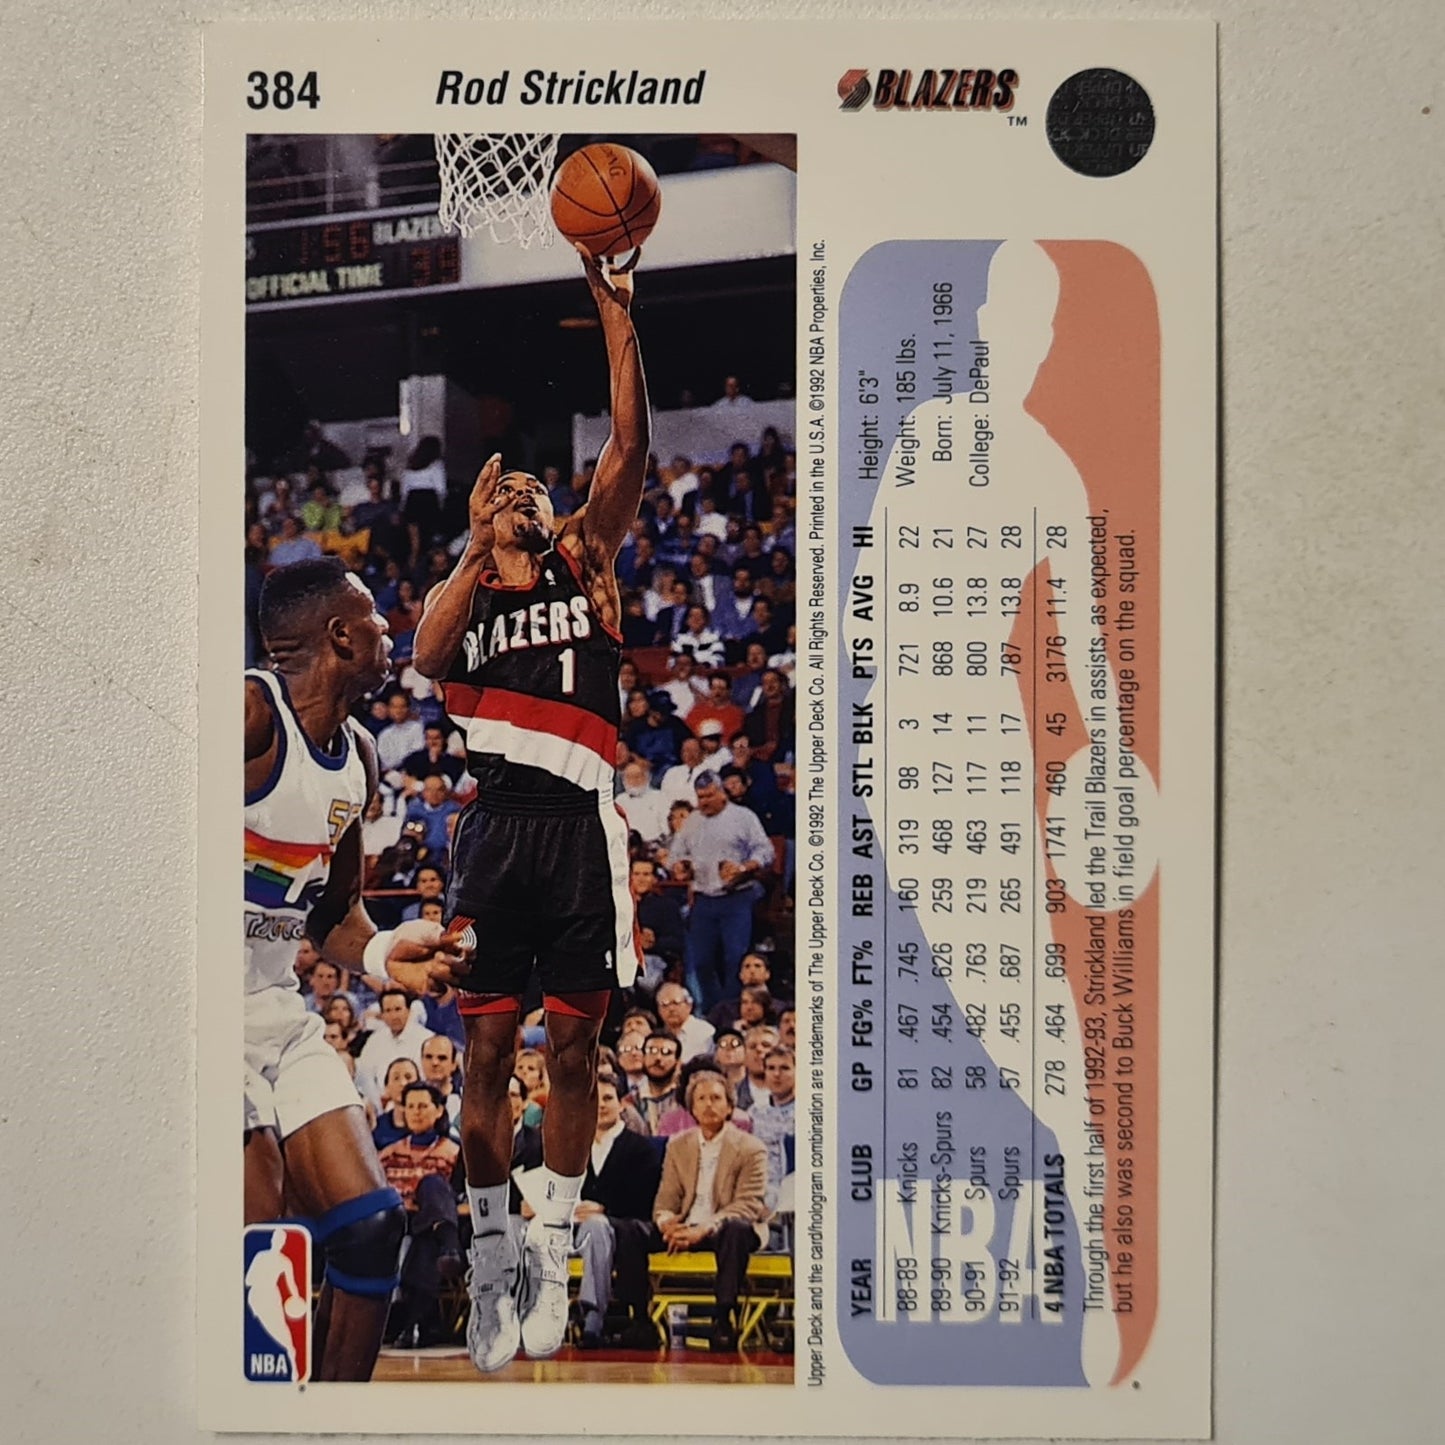 384
Rod Strickland
BLAZERS
TM
BLAZER
OFFICIAL TIME
BLAZERS
1
NBA
Upper Deck and the card/hologram combination are trademarks of The Upper Deck Co. ©1992 The Upper Deck Co. All Rights Reserved. Printed in the U.S.A. ©1992 NBA Properties, Inc.
Height: 6'3"
Weight: 185 lbs.
Born: July 11, 1966
College: DePaul
YEAR CLUB GP FG% FT% REB AST STL BLK PTS AVG HI
88-89 Knicks 81 .467 .745 160 319 98 3 721 8.9 22
89-90 Knicks-Spurs 82 .454 .626 259 468 127 14 868 10.6 21
90-91 Spurs 58 .482 .763 219 463 117 11 800 13.8 27
91-92 Spurs 57 .455 .687 265 491 118 17 787 13.8 28
4 NBA TOTALS 278 .464 .699 903 1741 460 45 3176 11.4 28
Through the first half of 1992-93, Strickland led the Trail Blazers in assists, as expected,
but he also was second to Buck Williams in field goal percentage on the squad.
NBA